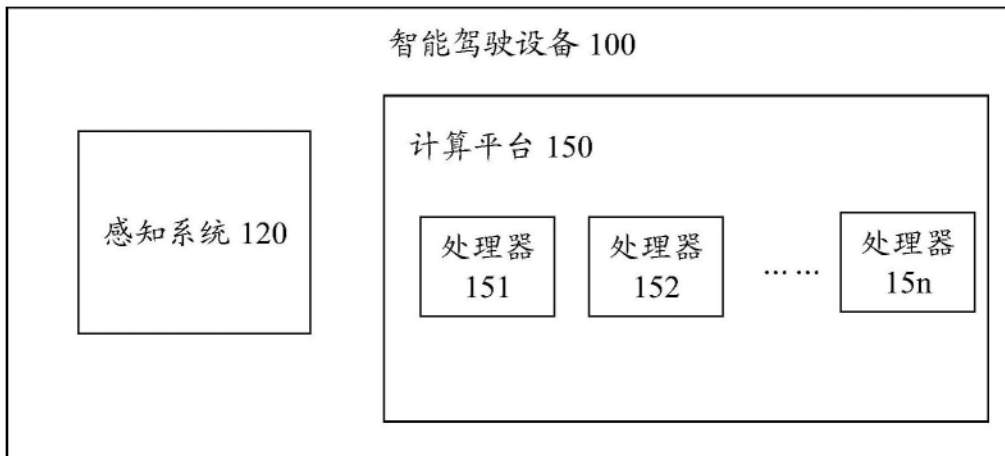 智能驾驶设备 100
计算平台 150
感知系统 120
处理器
151
处理器
152
... ...
处理器
15n